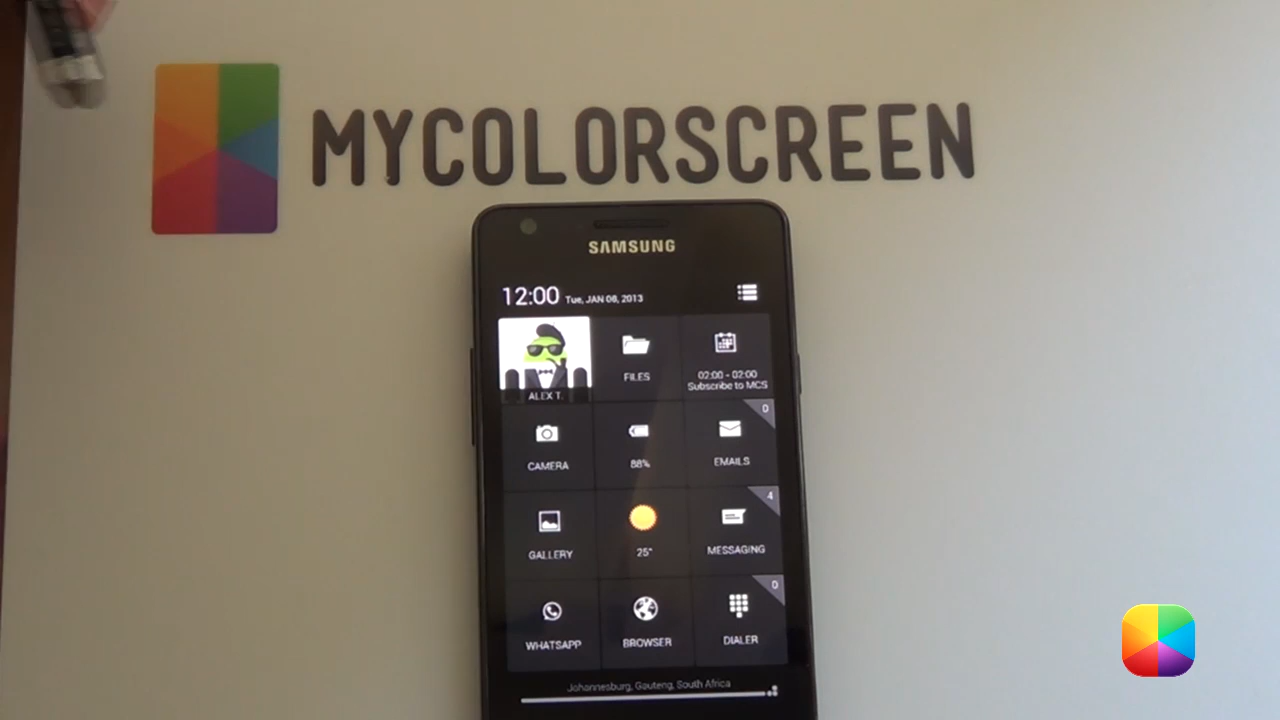 MYCOLORSCREEN
SAMSUNG
12:00 Tue, JAN 08, 2013
ALEX T.
FILES
02:00 - 02:00
Subscribe to MCS
CAMERA
88%
0
EMAILS
GALLERY
25°
4
MESSAGING
WHATSAPP
BROWSER
0
DIALER
Johannesburg, Gauteng, South Africa